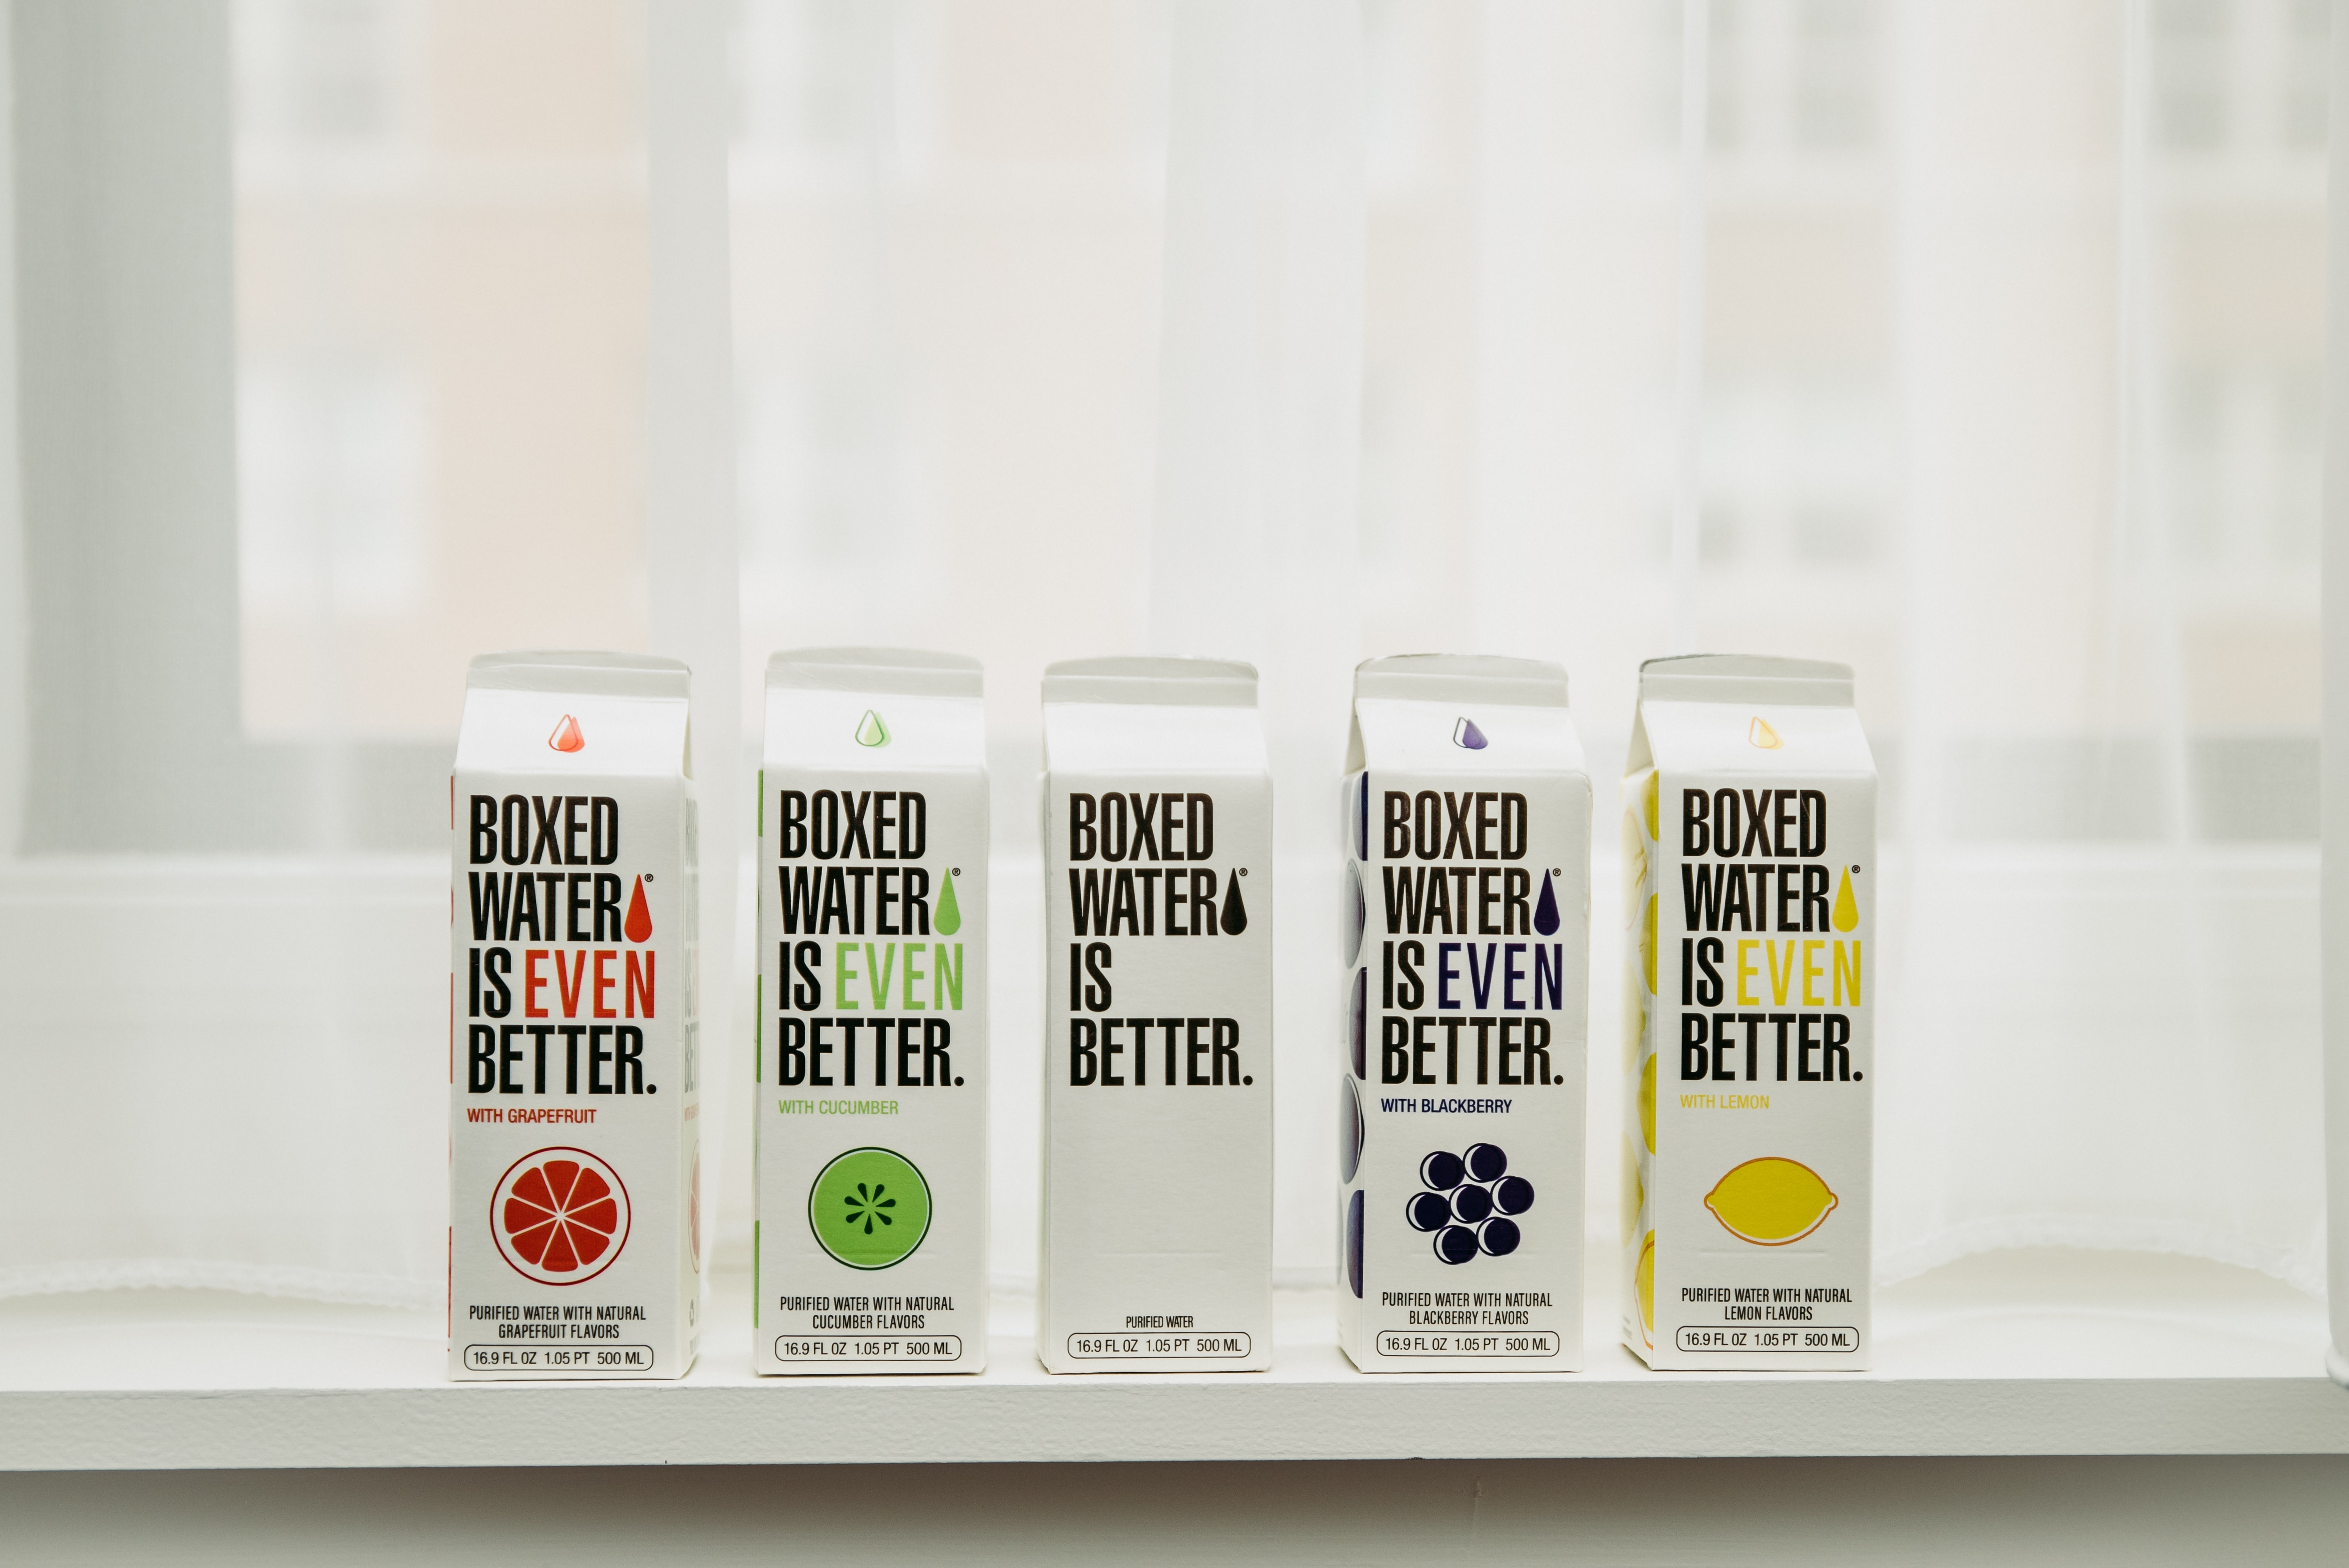 BOXED
WATER®
IS EVEN
BETTER.
WITH GRAPEFRUIT
PURIFIED WATER WITH NATURAL
GRAPEFRUIT FLAVORS
16.9 FL OZ 1.05 PT 500 ML
BOXED
WATER®
IS EVEN
BETTER.
WITH CUCUMBER
PURIFIED WATER WITH NATURAL
CUCUMBER FLAVORS
16.9 FL OZ 1.05 PT 500 ML
BOXED
WATER®
IS
BETTER.
PURIFIED WATER
16.9 FL OZ 1.05 PT 500 ML
BOXED
WATER®
IS EVEN
BETTER.
WITH BLACKBERRY
PURIFIED WATER WITH NATURAL
BLACKBERRY FLAVORS
16.9 FL OZ 1.05 PT 500 ML
BOXED
WATER®
IS EVEN
BETTER.
WITH LEMON
PURIFIED WATER WITH NATURAL
LEMON FLAVORS
16.9 FL OZ 1.05 PT 500 ML